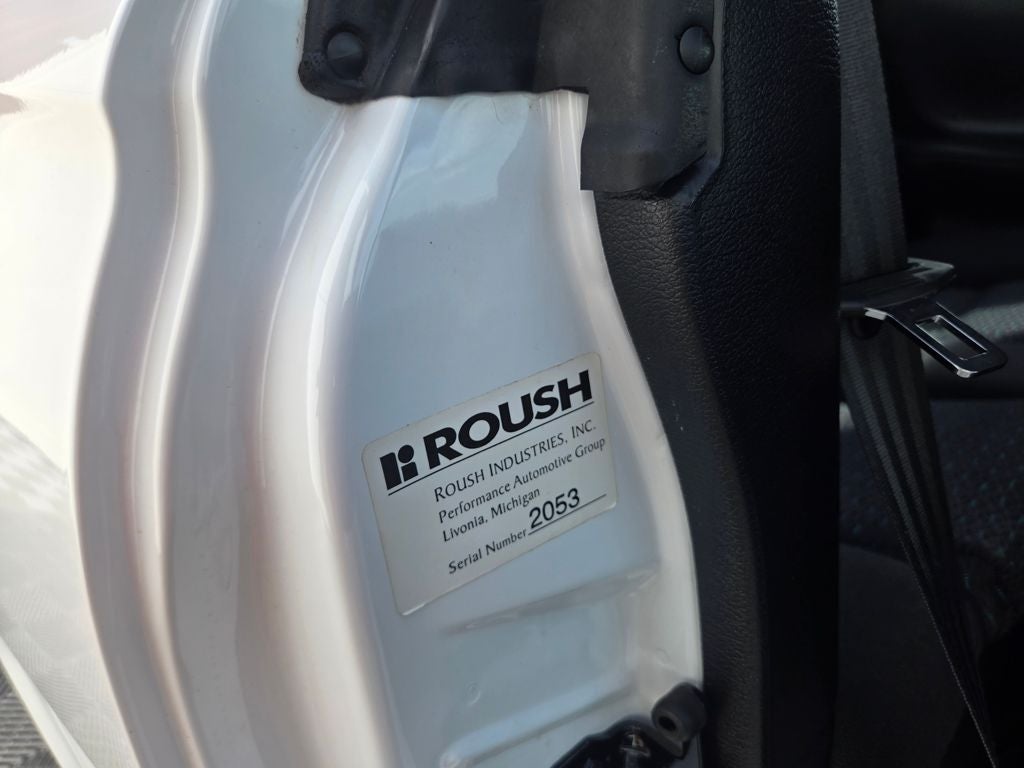 ROUSH
ROUSH INDUSTRIES, INC.
Performance Automotive Group
Livonia, Michigan
Serial Number 2053